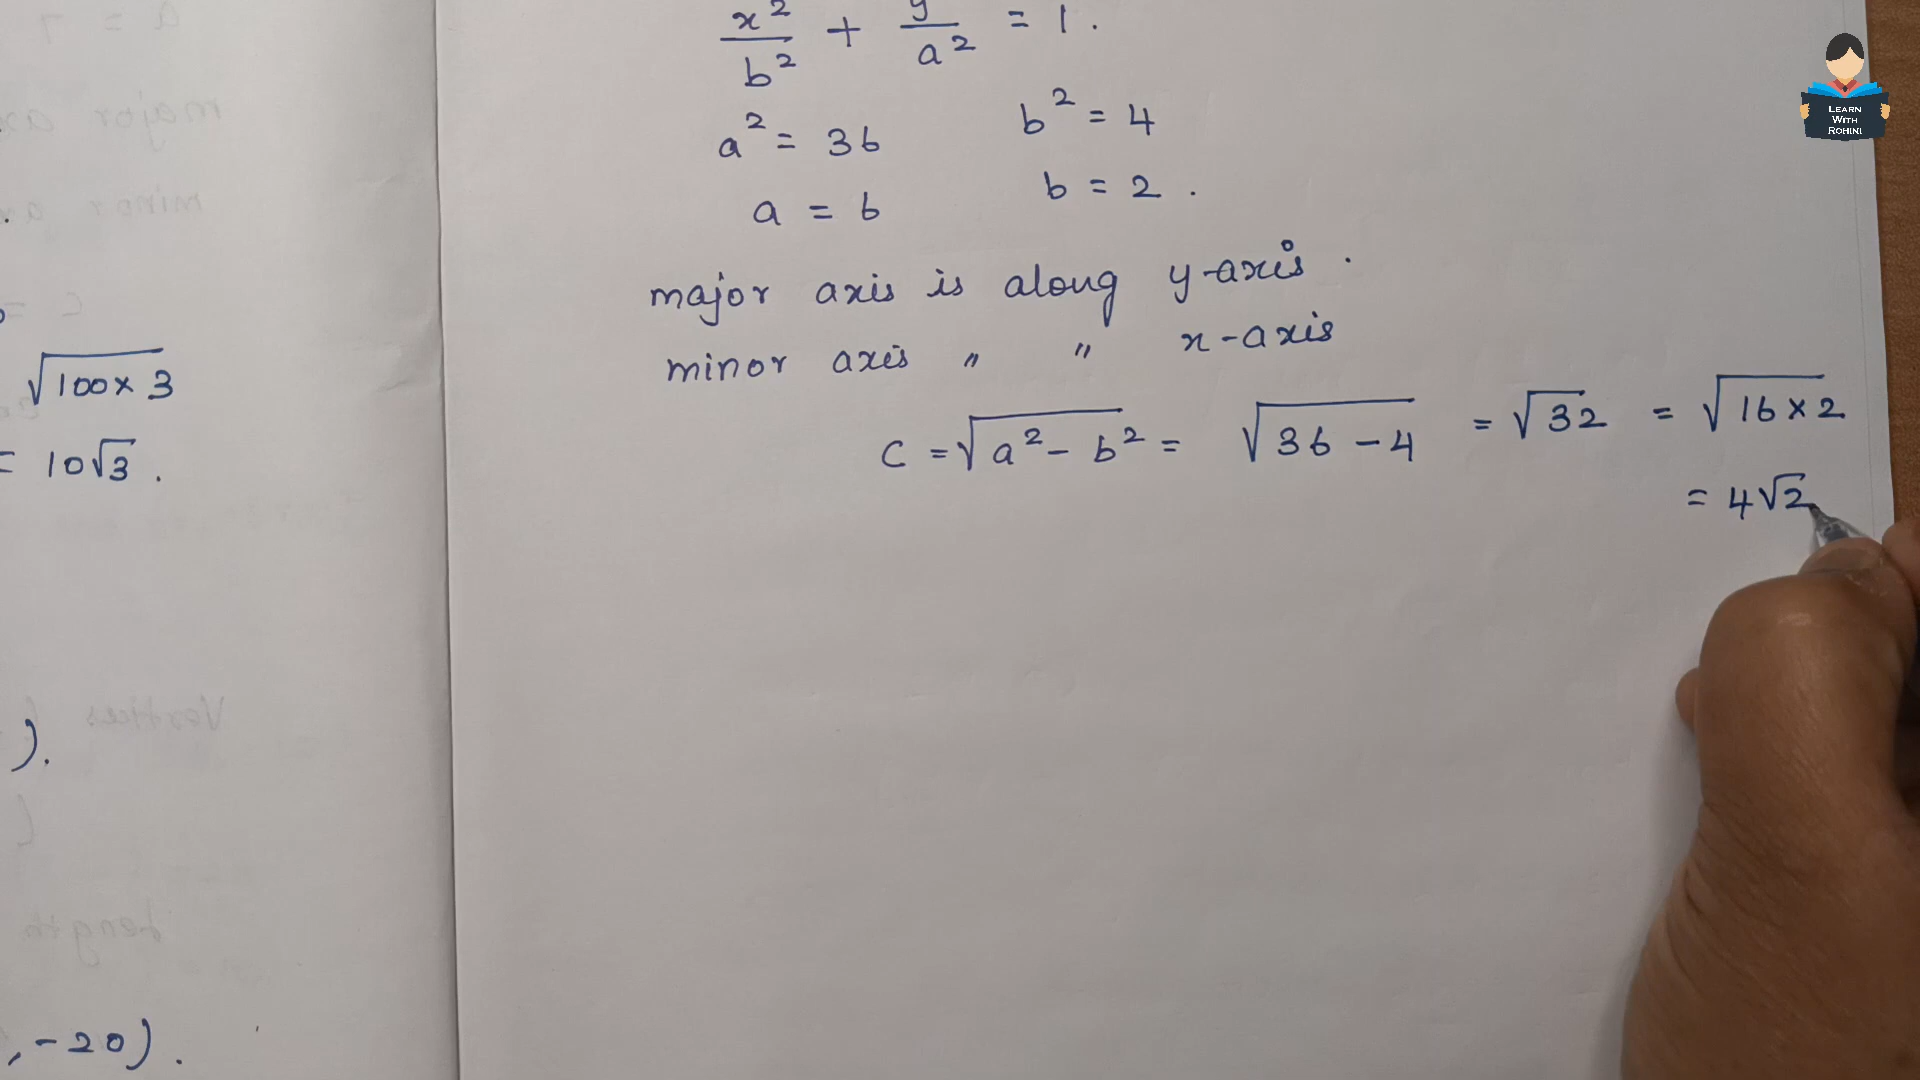 x² / b² + y / a² = 1.
a² = 36 b² = 4
a = 6 b = 2.
major axis is along y-axis.
minor axis " " x-axis
c = √a² - b² = √36 - 4 = √32 = √16 × 2
= 4√2
√100 × 3
= 10√3.
).
, -20).
LEARN
WITH
ROHINI